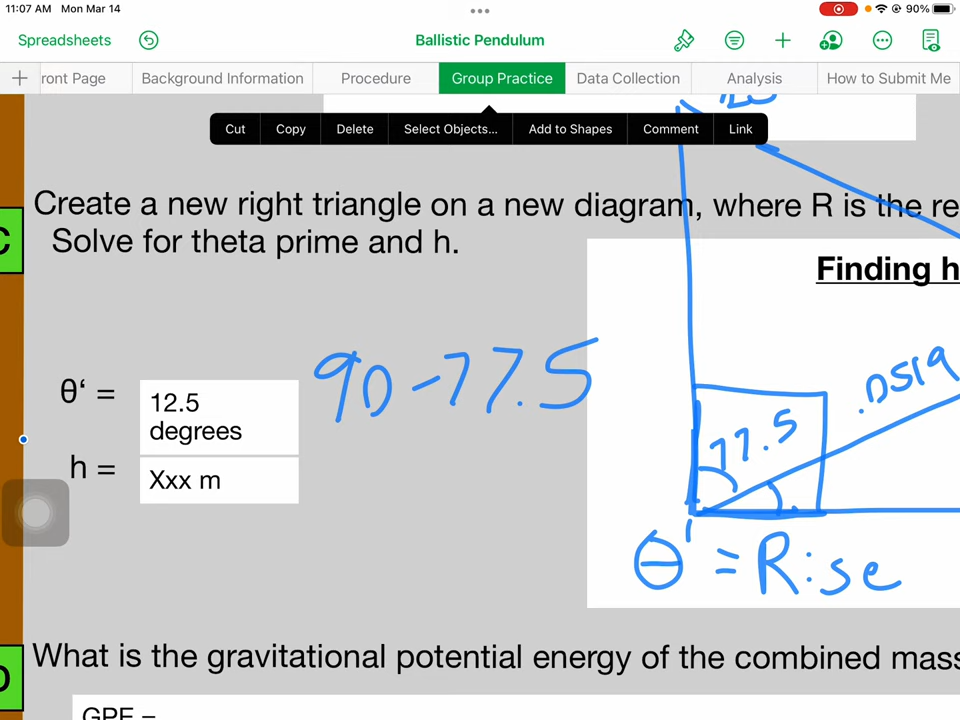 11:07 AM Mon Mar 14
90%
Spreadsheets
Ballistic Pendulum
ront Page
Background Information
Procedure
Group Practice
Data Collection
Analysis
How to Submit Me
Cut
Copy
Delete
Select Objects...
Add to Shapes
Comment
Link
C
Create a new right triangle on a new diagram, where R is the re
Solve for theta prime and h.
Finding h
θ‘ =
12.5
degrees
90-77.5
.0519
77.5
h =
Xxx m
θ' = Rise
D
What is the gravitational potential energy of the combined mass
GPE =